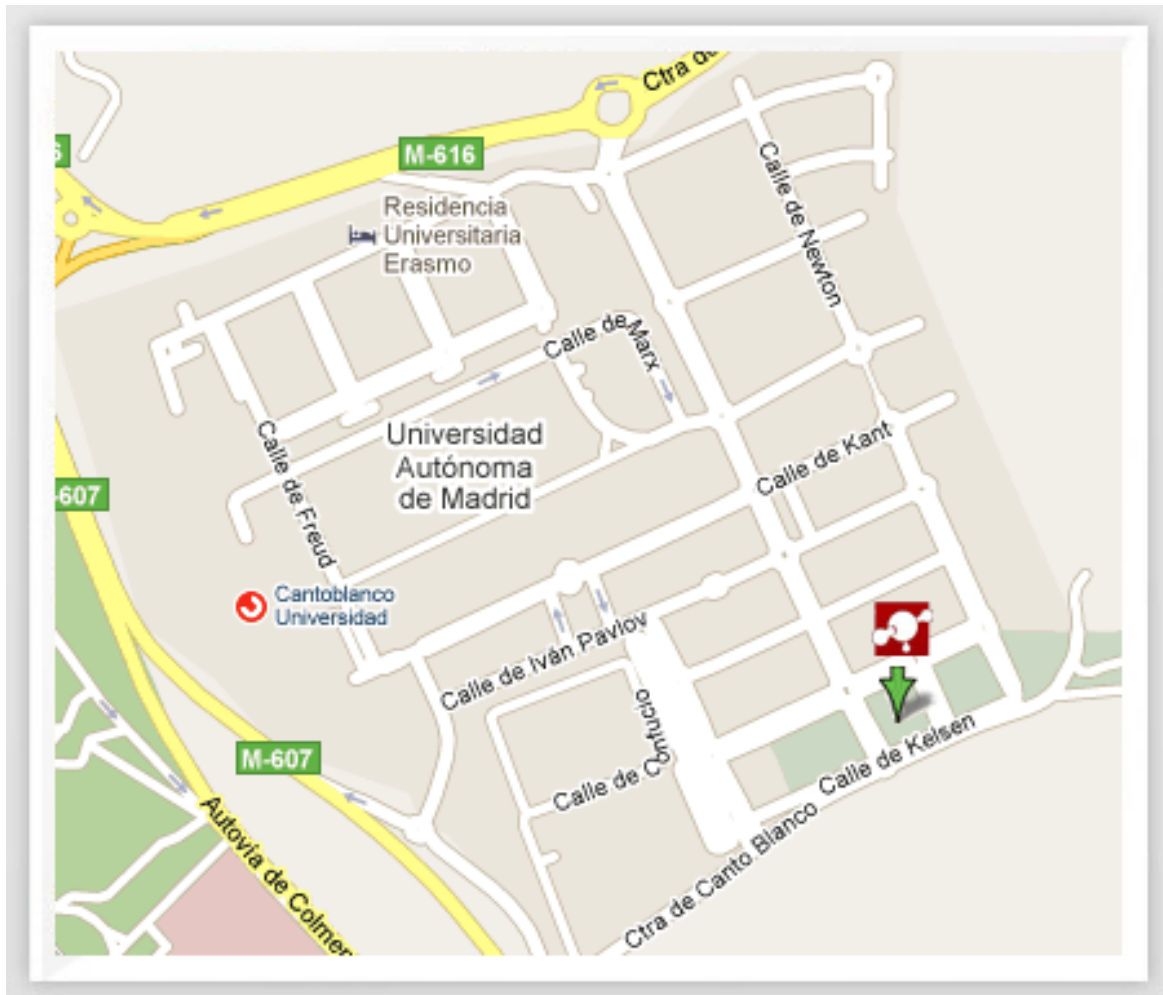 Ctra de
M-616
6
Residencia
Universitaria
Erasmo
Calle de Newton
Calle de Marx
Universidad
Autónoma
de Madrid
Calle de Kant
Calle de Freud
-607
Cantoblanco
Universidad
Calle de Iván Pavlov
Calle de Confucio
Calle de Kelsen
M-607
Autovía de Colmen
Ctra de Canto Blanco